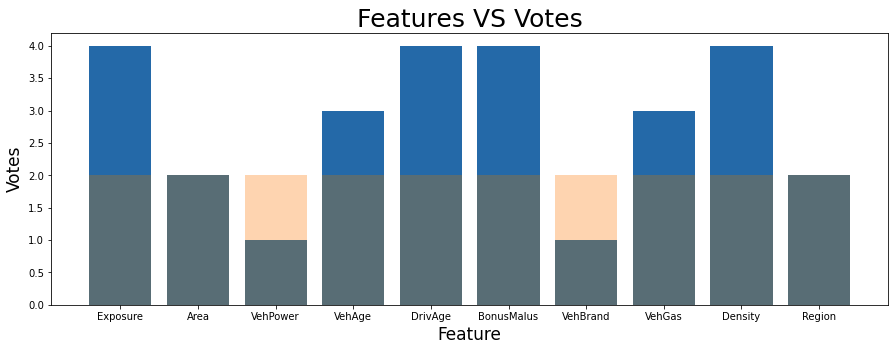 Features VS Votes
4.0
3.5
3.0
2.5
2.0
1.5
1.0
0.5
0.0
Votes
Exposure Area VehPower VehAge DrivAge BonusMalus VehBrand VehGas Density Region
Feature